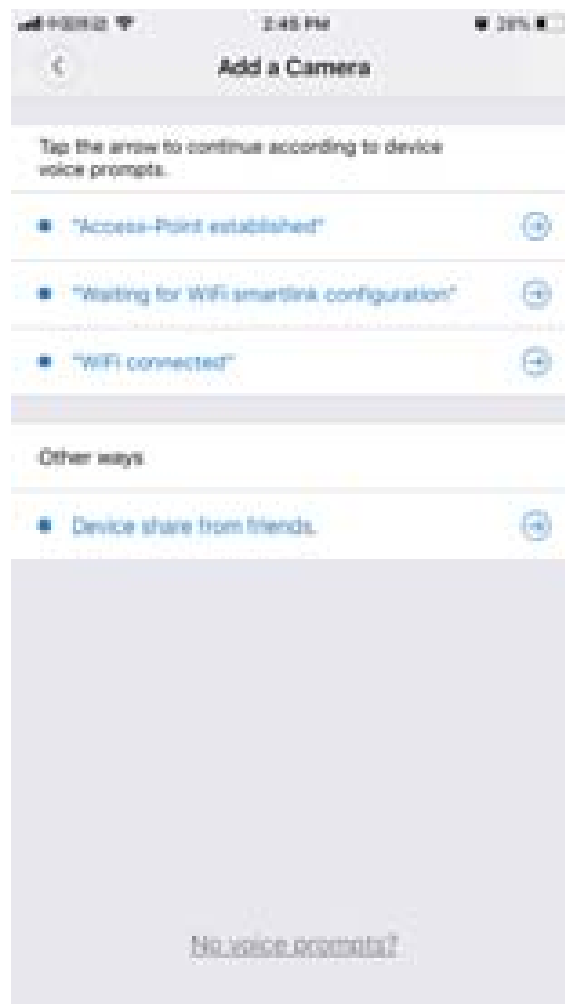 2:45 PM
Add a Camera
Tap the arrow to continue according to device
voice prompts.
"Access-Point established"
"Waiting for WiFi smartlink configuration"
"WiFi connected"
Other ways
Device share from friends.
No voice prompts?